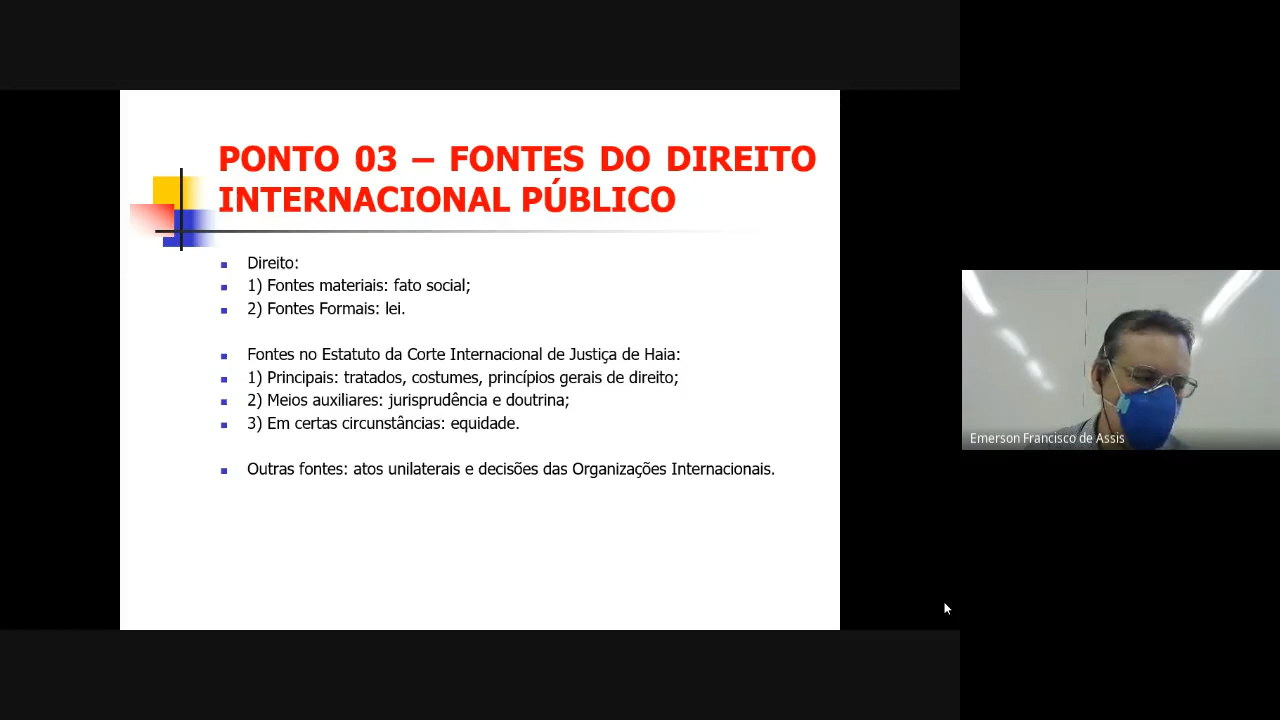 PONTO 03 – FONTES DO DIREITO
INTERNACIONAL PÚBLICO
Direito:
1) Fontes materiais: fato social;
2) Fontes Formais: lei.
Fontes no Estatuto da Corte Internacional de Justiça de Haia:
1) Principais: tratados, costumes, princípios gerais de direito;
2) Meios auxiliares: jurisprudência e doutrina;
3) Em certas circunstâncias: equidade.
Outras fontes: atos unilaterais e decisões das Organizações Internacionais.
Emerson Francisco de Assis